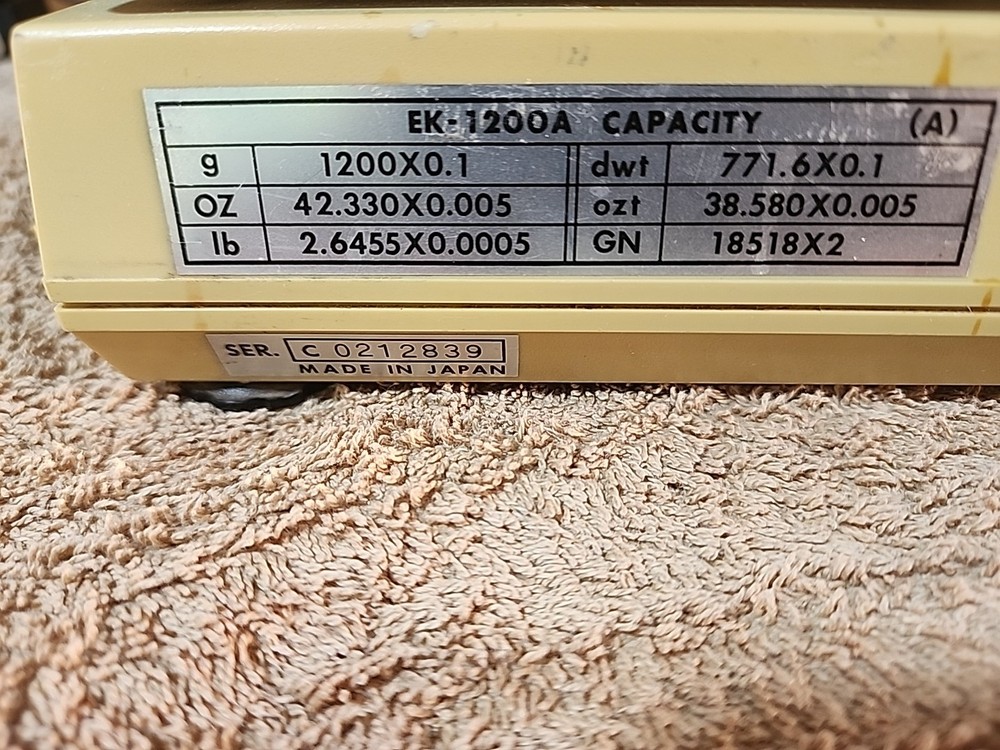 EK-1200A CAPACITY (A)
g 1200X0.1 dwt 771.6X0.1
OZ 42.330X0.005 ozt 38.580X0.005
lb 2.6455X0.0005 GN 18518X2
SER. C 0212839
MADE IN JAPAN